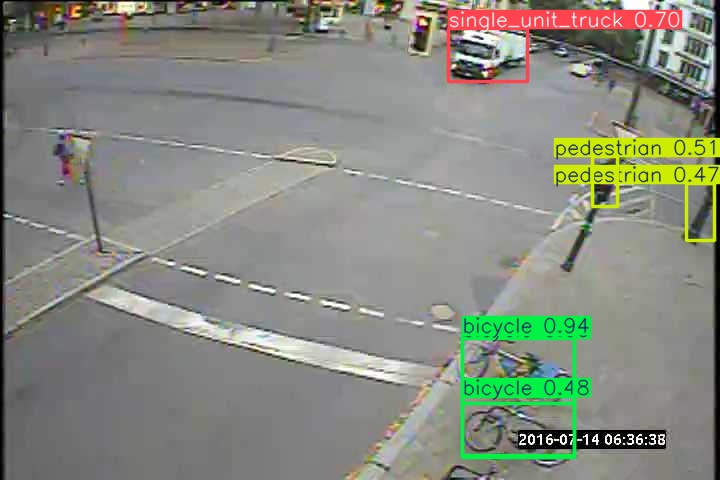 single_unit_truck 0.70
pedestrian 0.51
pedestrian 0.47
bicycle 0.94
bicycle 0.48
2016-07-14 06:36:38